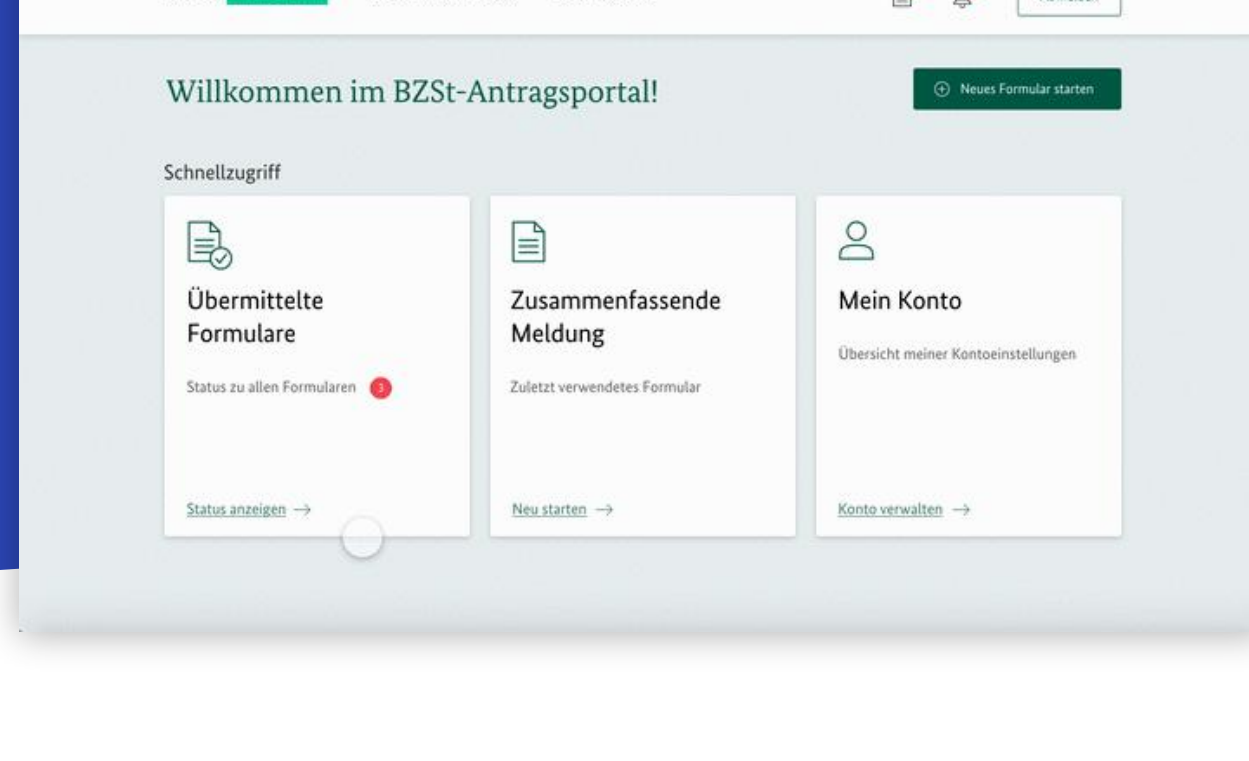 Willkommen im BZSt-Antragsportal!
Neues Formular starten
Schnellzugriff
Übermittelte
Formulare
Status zu allen Formularen 3
Status anzeigen →
Zusammenfassende
Meldung
Zuletzt verwendetes Formular
Neu starten →
Mein Konto
Übersicht meiner Kontoeinstellungen
Konto verwalten →